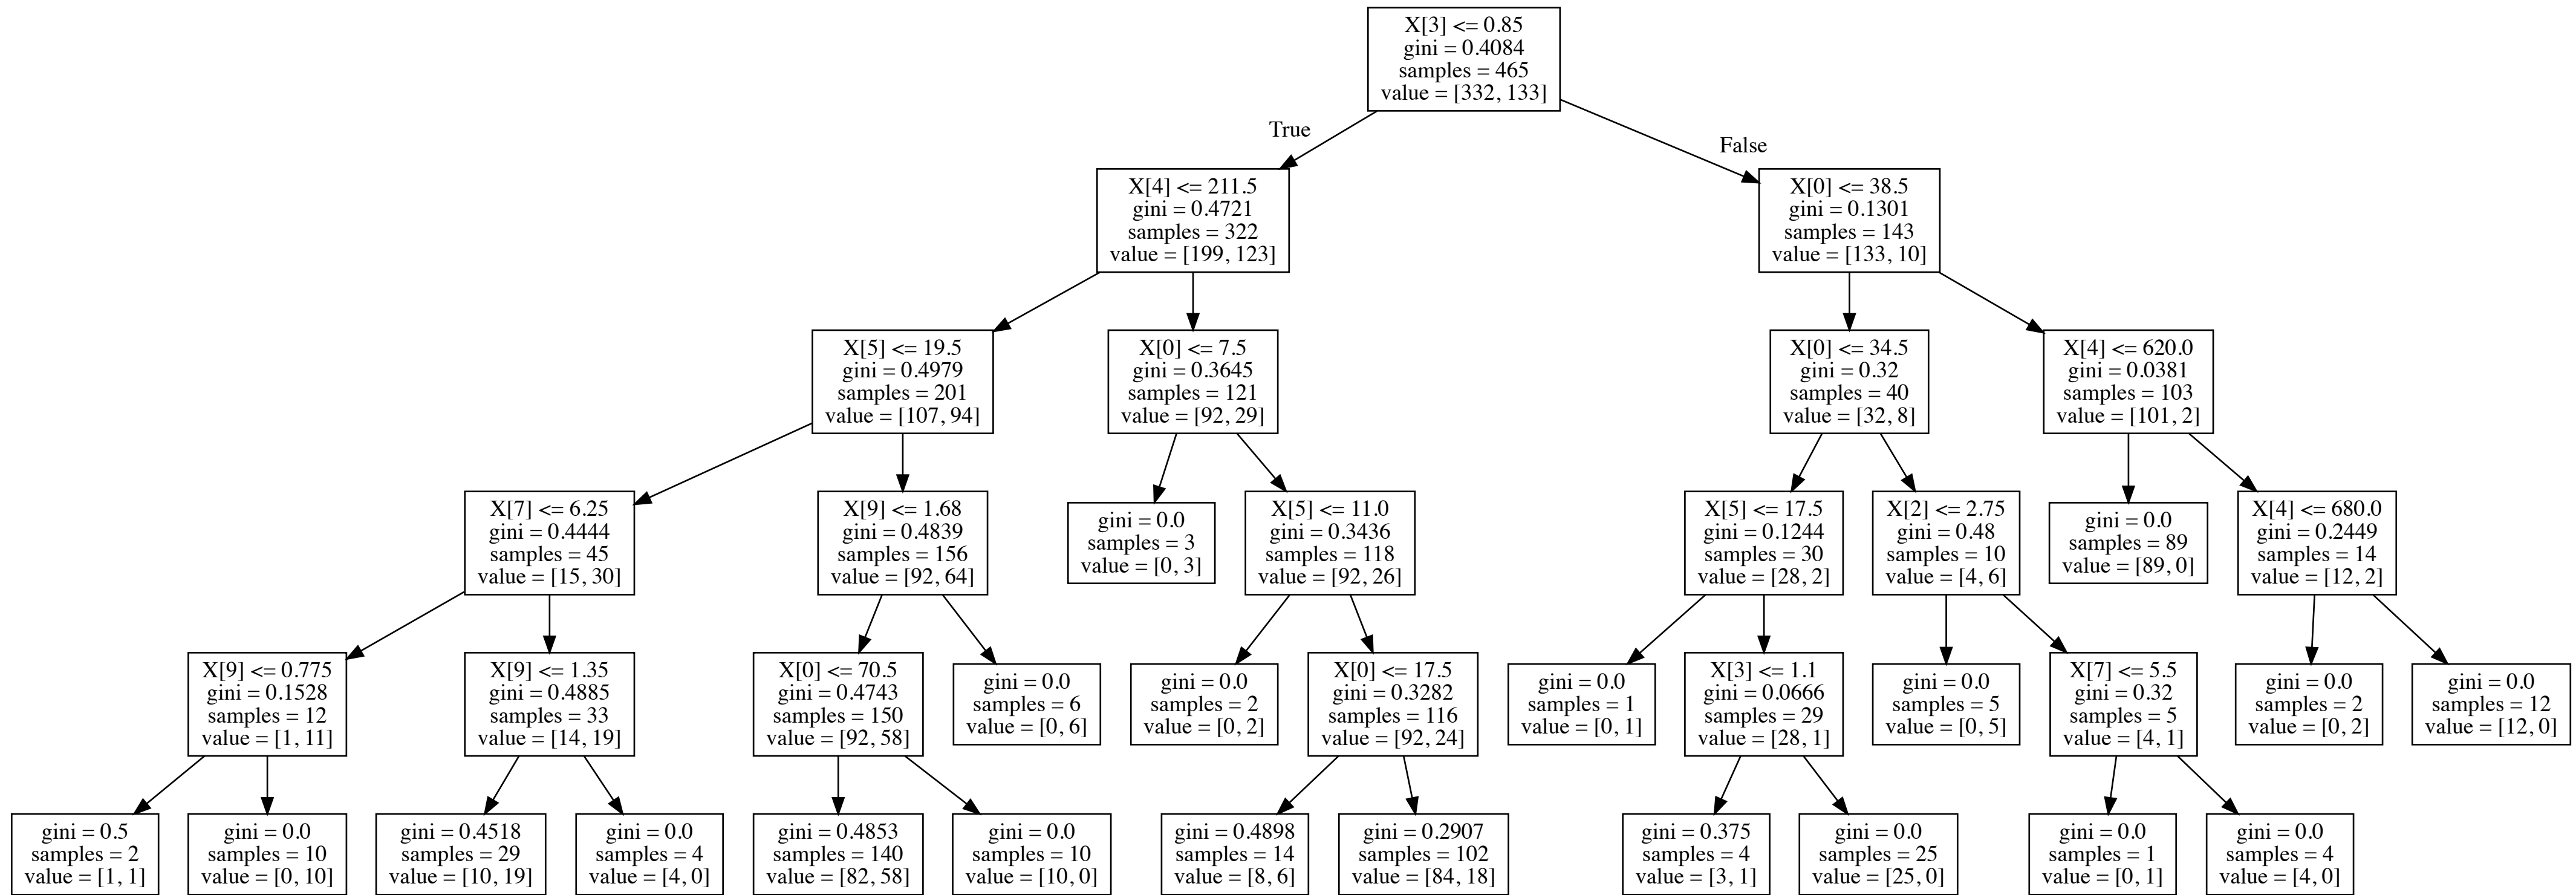 X[3] <= 0.85
gini = 0.4084
samples = 465
value = [332, 133]
True
False
X[4] <= 211.5
gini = 0.4721
samples = 322
value = [199, 123]
X[0] <= 38.5
gini = 0.1301
samples = 143
value = [133, 10]
X[5] <= 19.5
gini = 0.4979
samples = 201
value = [107, 94]
X[0] <= 7.5
gini = 0.3645
samples = 121
value = [92, 29]
X[0] <= 34.5
gini = 0.32
samples = 40
value = [32, 8]
X[4] <= 620.0
gini = 0.0381
samples = 103
value = [101, 2]
X[7] <= 6.25
gini = 0.4444
samples = 45
value = [15, 30]
X[9] <= 1.68
gini = 0.4839
samples = 156
value = [92, 64]
gini = 0.0
samples = 3
value = [0, 3]
X[5] <= 11.0
gini = 0.3436
samples = 118
value = [92, 26]
X[5] <= 17.5
gini = 0.1244
samples = 30
value = [28, 2]
X[2] <= 2.75
gini = 0.48
samples = 10
value = [4, 6]
gini = 0.0
samples = 89
value = [89, 0]
X[4] <= 680.0
gini = 0.2449
samples = 14
value = [12, 2]
X[9] <= 0.775
gini = 0.1528
samples = 12
value = [1, 11]
X[9] <= 1.35
gini = 0.4885
samples = 33
value = [14, 19]
X[0] <= 70.5
gini = 0.4743
samples = 150
value = [92, 58]
gini = 0.0
samples = 6
value = [0, 6]
gini = 0.0
samples = 2
value = [0, 2]
X[0] <= 17.5
gini = 0.3282
samples = 116
value = [92, 24]
gini = 0.0
samples = 1
value = [0, 1]
X[3] <= 1.1
gini = 0.0666
samples = 29
value = [28, 1]
gini = 0.0
samples = 5
value = [0, 5]
X[7] <= 5.5
gini = 0.32
samples = 5
value = [4, 1]
gini = 0.0
samples = 2
value = [0, 2]
gini = 0.0
samples = 12
value = [12, 0]
gini = 0.5
samples = 2
value = [1, 1]
gini = 0.0
samples = 10
value = [0, 10]
gini = 0.4518
samples = 29
value = [10, 19]
gini = 0.0
samples = 4
value = [4, 0]
gini = 0.4853
samples = 140
value = [82, 58]
gini = 0.0
samples = 10
value = [10, 0]
gini = 0.4898
samples = 14
value = [8, 6]
gini = 0.2907
samples = 102
value = [84, 18]
gini = 0.375
samples = 4
value = [3, 1]
gini = 0.0
samples = 25
value = [25, 0]
gini = 0.0
samples = 1
value = [0, 1]
gini = 0.0
samples = 4
value = [4, 0]